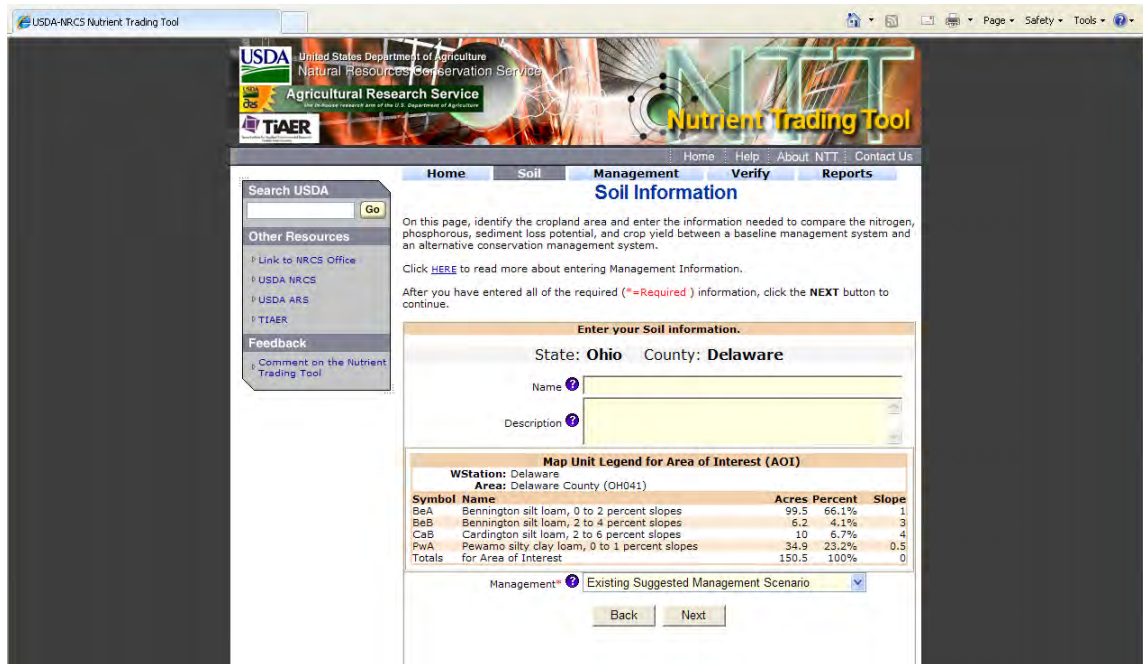 USDA-NRCS Nutrient Trading Tool
Page Safety Tools
USDA United States Department of Agriculture
Natural Resources Conservation Service
Agricultural Research Service
the in-house research arm of the U.S. Department of Agriculture
TiAER
NTT
Nutrient Trading Tool
Home Help About NTT Contact Us
Home Soil Management Verify Reports
Search USDA
Go
Other Resources
Link to NRCS Office
USDA NRCS
USDA ARS
TIAER
Feedback
Comment on the Nutrient
Trading Tool
Soil Information
On this page, identify the cropland area and enter the information needed to compare the nitrogen,
phosphorous, sediment loss potential, and crop yield between a baseline management system and
an alternative conservation management system.
Click HERE to read more about entering Management Information.
After you have entered all of the required (*=Required ) information, click the NEXT button to
continue.
Enter your Soil information.
State: Ohio County: Delaware
Name ?
Description ?
Map Unit Legend for Area of Interest (AOI)
WStation: Delaware
Area: Delaware County (OH041)
Symbol Name Acres Percent Slope
BeA Bennington silt loam, 0 to 2 percent slopes 99.5 66.1% 1
BeB Bennington silt loam, 2 to 4 percent slopes 6.2 4.1% 3
CaB Cardington silt loam, 2 to 6 percent slopes 10 6.7% 4
PwA Pewamo silty clay loam, 0 to 1 percent slopes 34.9 23.2% 0.5
Totals for Area of Interest 150.5 100% 0
Management* ? Existing Suggested Management Scenario
Back Next